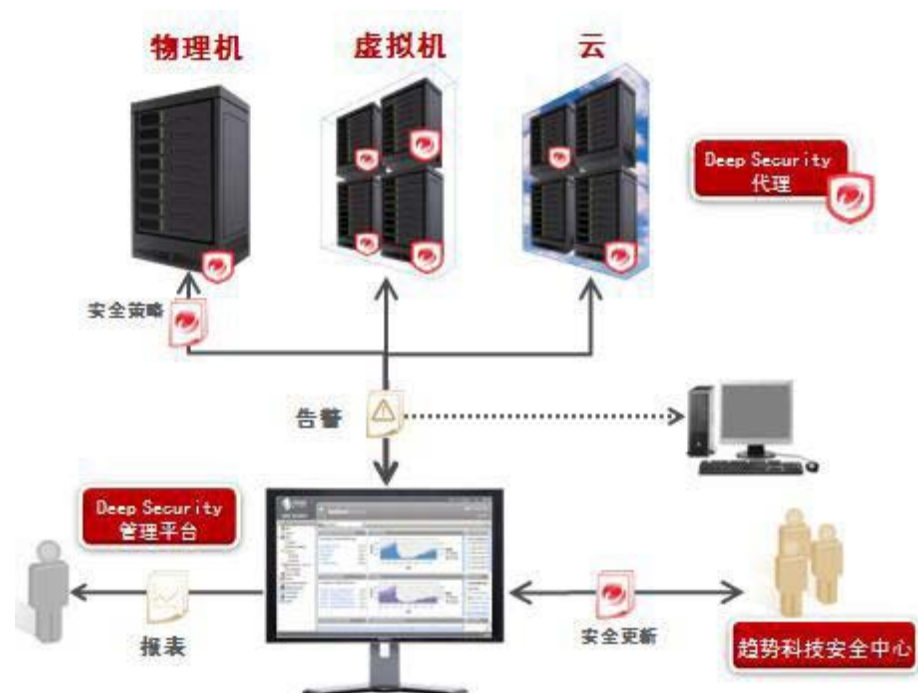 物理机
虚拟机
云
Deep Security
代理
安全策略
告警
Deep Security
管理平台
报表
安全更新
趋势科技安全中心